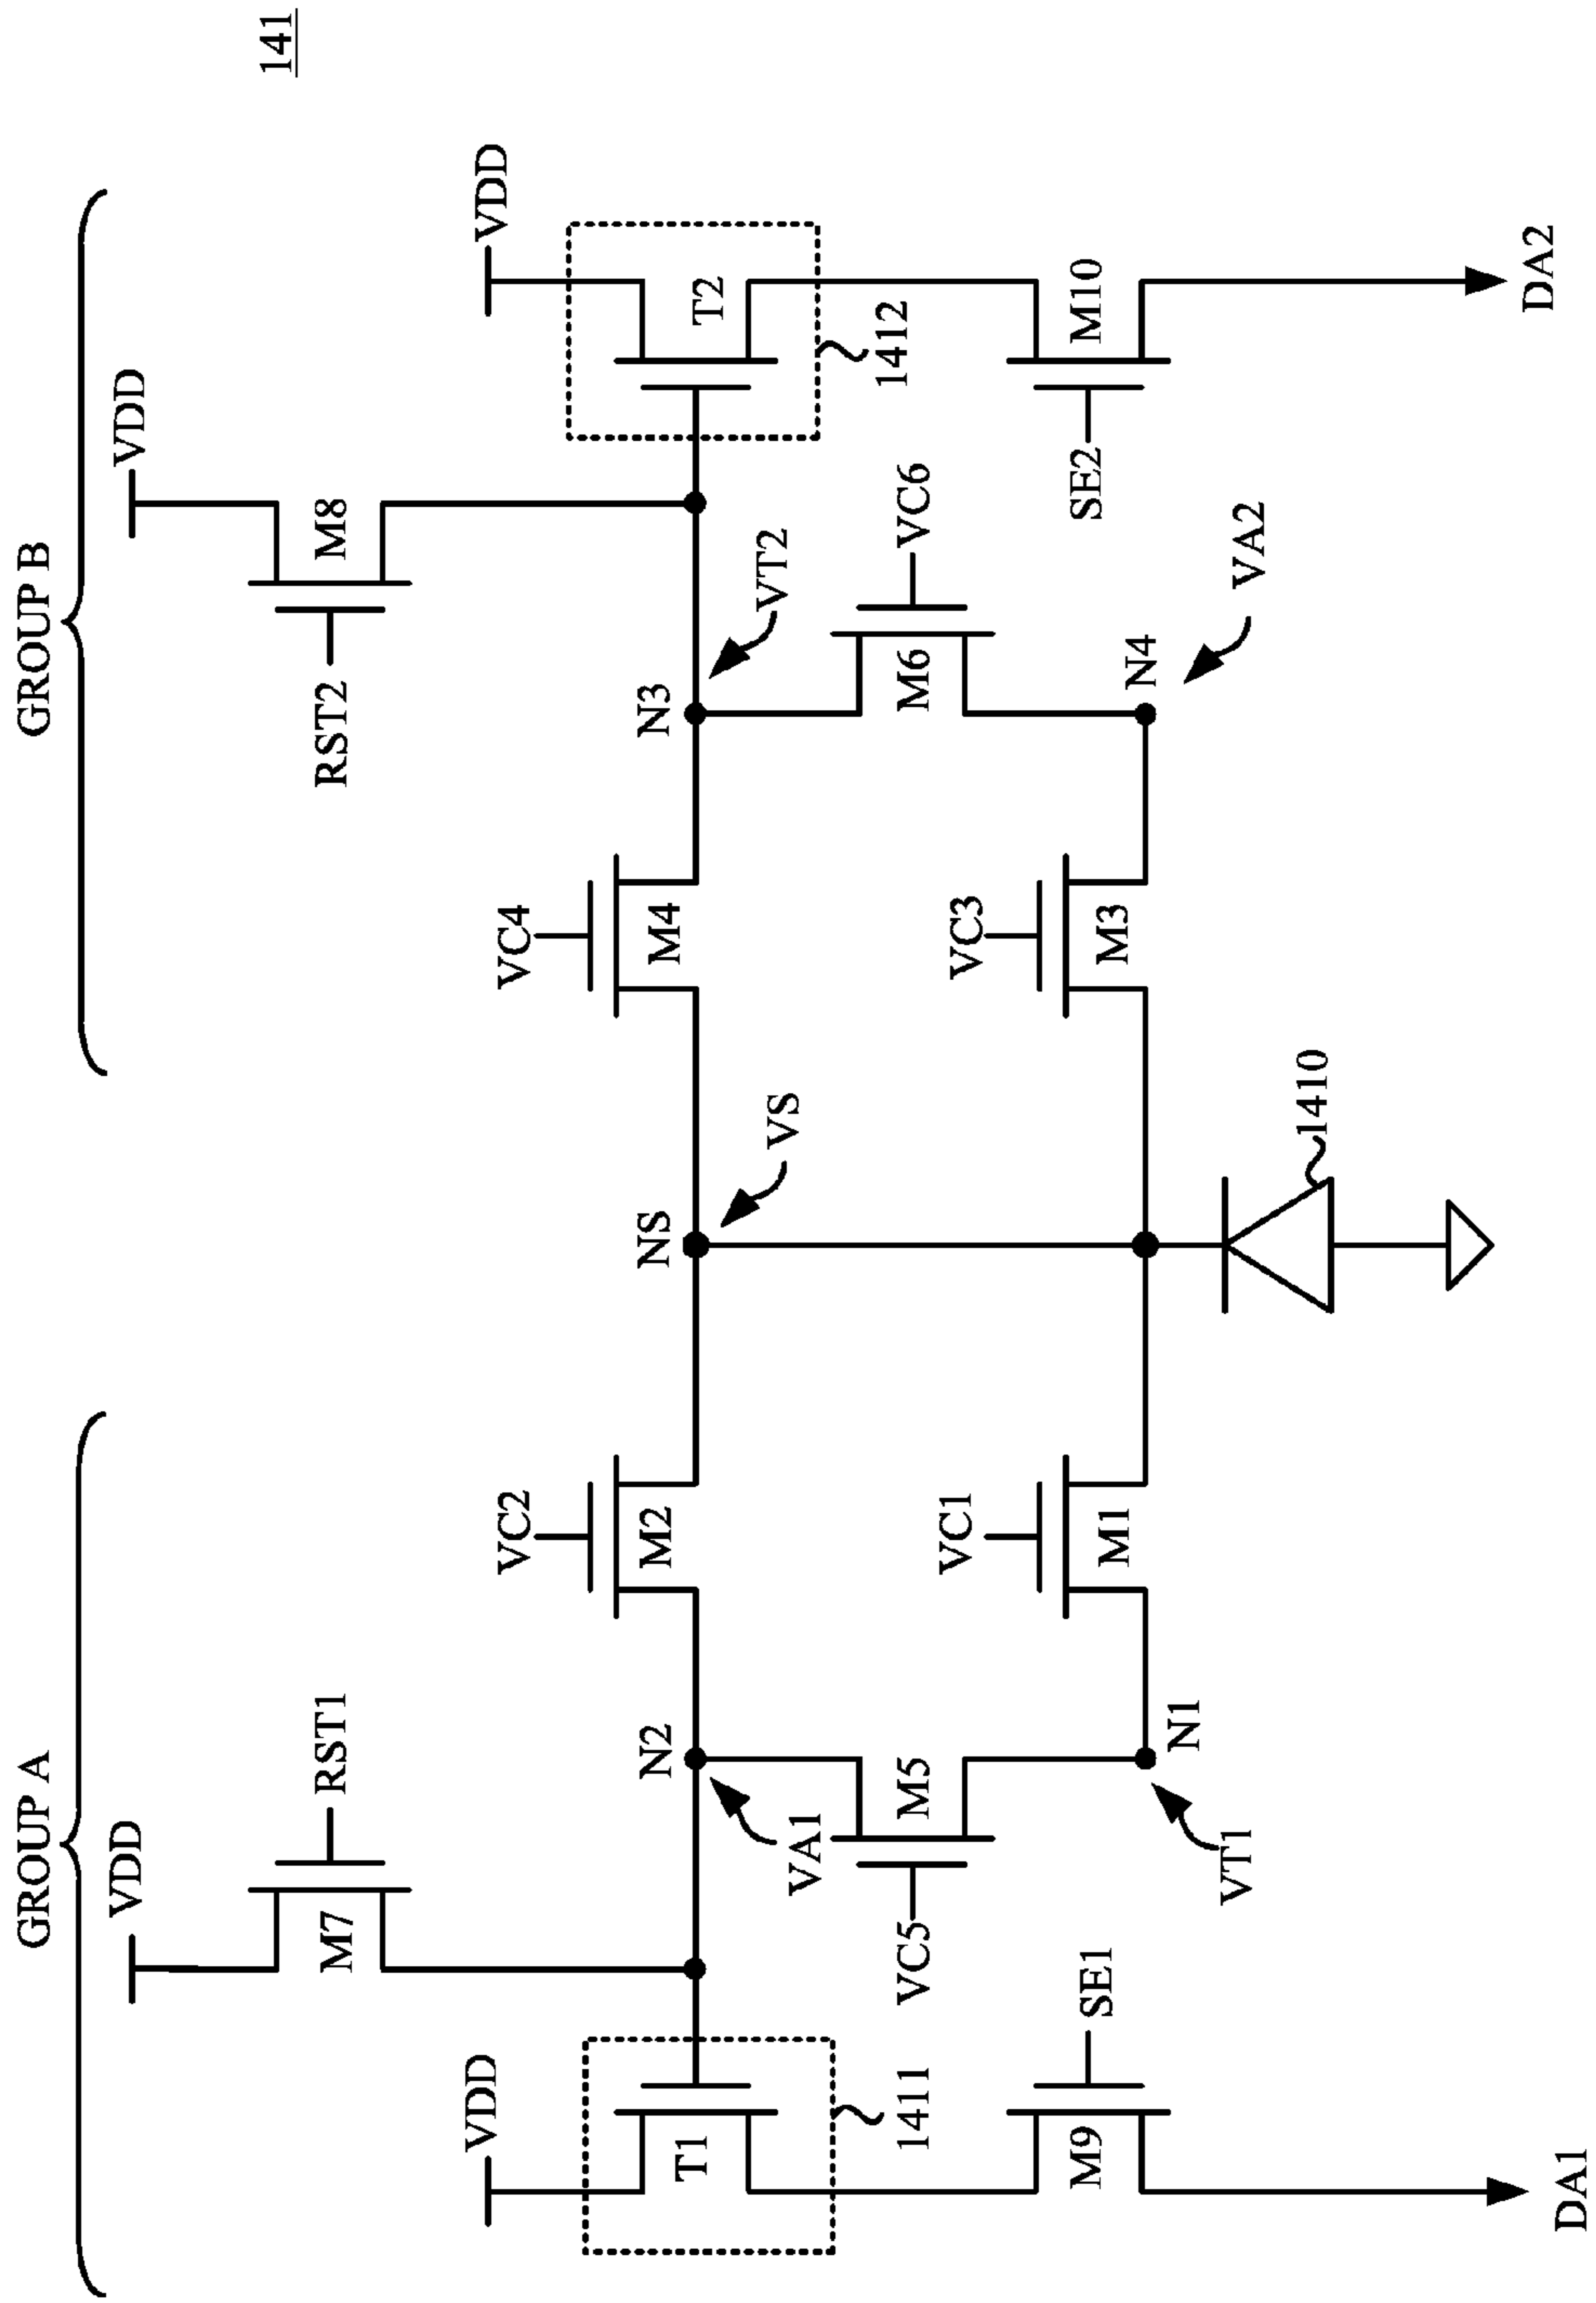 141
GROUP A
GROUP B
VDD
VDD
M7
RST1
RST2
M8
VDD
VDD
T1
1411
T2
1412
VC2
M2
VC4
M4
N2
NS
N3
VA1
VS
VT2
VC5
M5
M6
VC6
VC1
M1
VC3
M3
M9
SE1
SE2
M10
N1
VT1
N4
VA2
1410
DA1
DA2